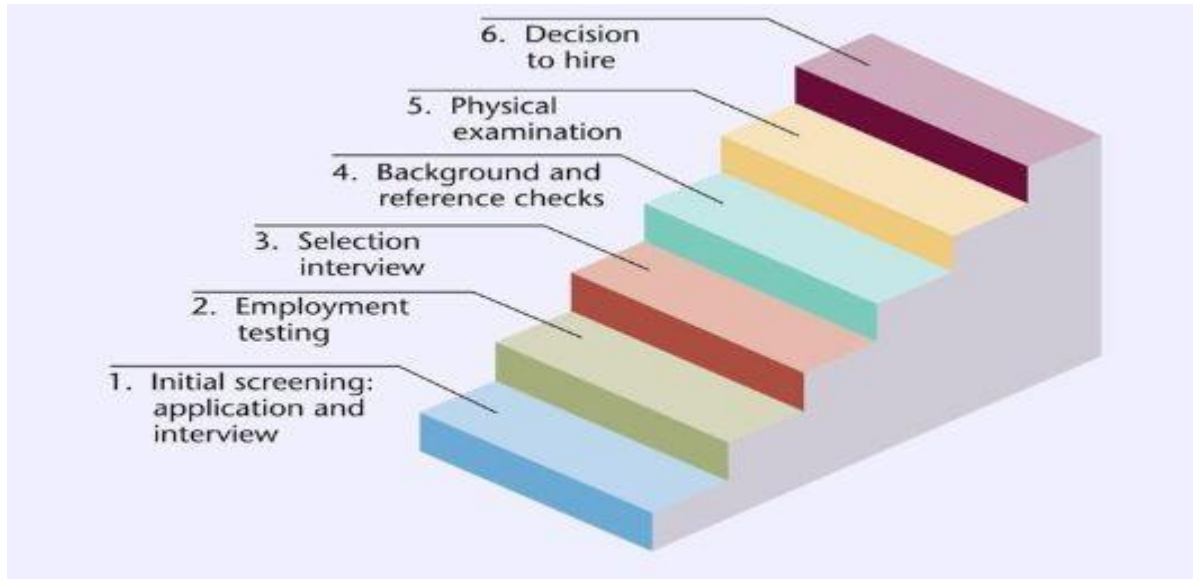 6. Decision
to hire
5. Physical
examination
4. Background and
reference checks
3. Selection
interview
2. Employment
testing
1. Initial screening:
application and
interview